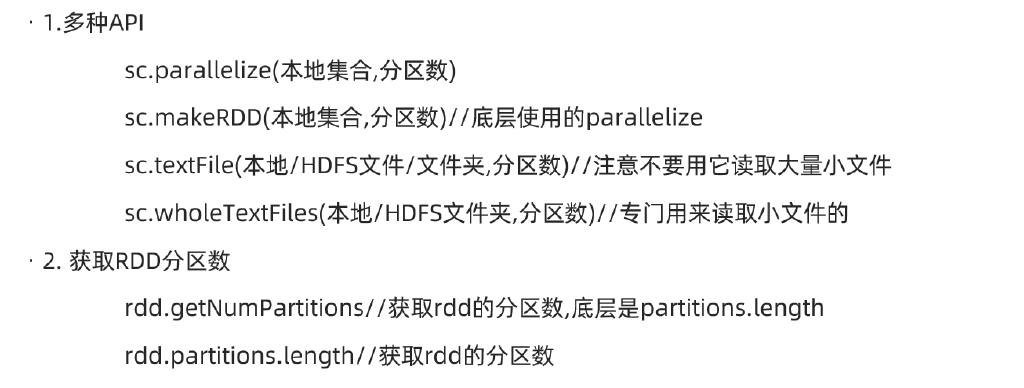 · 1.多种API
sc.parallelize(本地集合,分区数)
sc.makeRDD(本地集合,分区数)//底层使用的parallelize
sc.textFile(本地/HDFS文件/文件夹,分区数)//注意不要用它读取大量小文件
sc.wholeTextFiles(本地/HDFS文件夹,分区数)//专门用来读取小文件的
· 2. 获取RDD分区数
rdd.getNumPartitions//获取rdd的分区数,底层是partitions.length
rdd.partitions.length//获取rdd的分区数